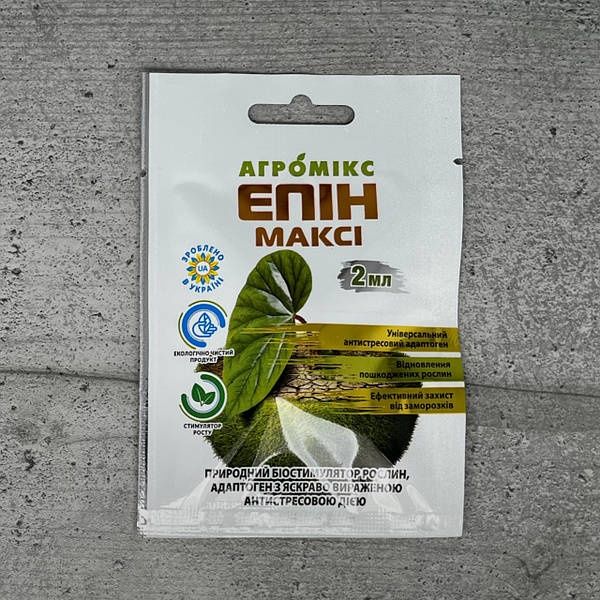 АГРОМІКС
ЕПІН
МАКСІ
2 мл
ЗРОБЛЕНО
UA
В УКРАЇНІ
Універсальний
антистресовий адаптоген
Відновлення
пошкоджених рослин
Ефективний захист
від заморозків
ЕКОЛОГІЧНО ЧИСТИЙ
ПРОДУКТ
СТИМУЛЯТОР
РОСТУ
ПРИРОДНИЙ БІОСТИМУЛЯТОР РОСЛИН,
АДАПТОГЕН З ЯСКРАВО ВИРАЖЕНОЮ
АНТИСТРЕСОВОЮ ДІЄЮ